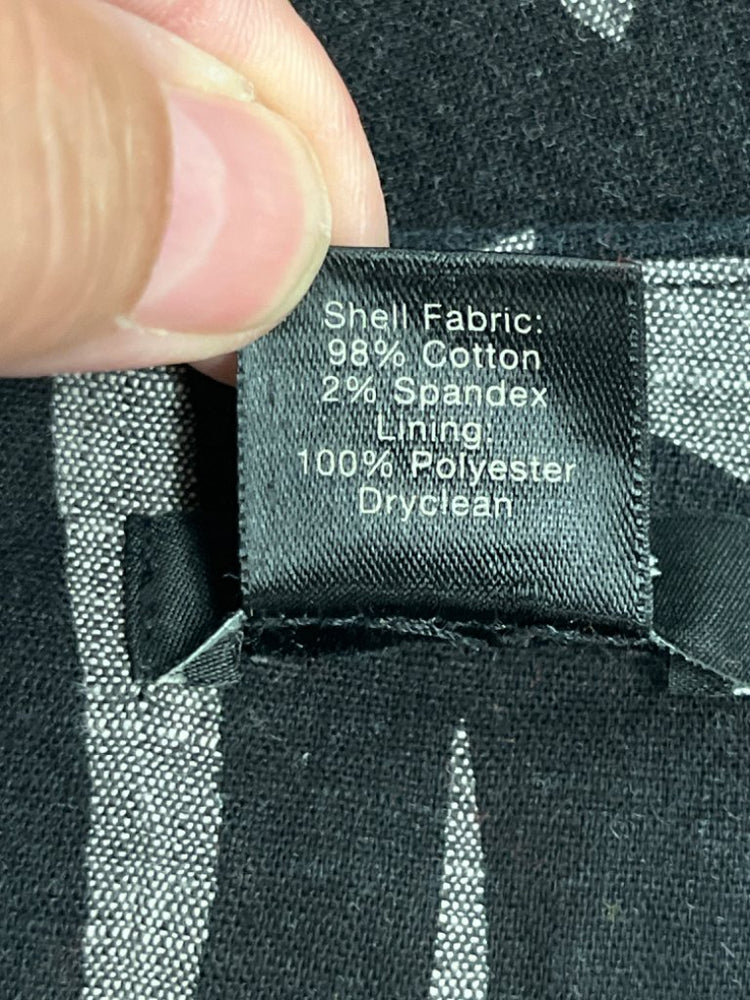 Shell Fabric:
98% Cotton
2% Spandex
Lining:
100% Polyester
Dryclean